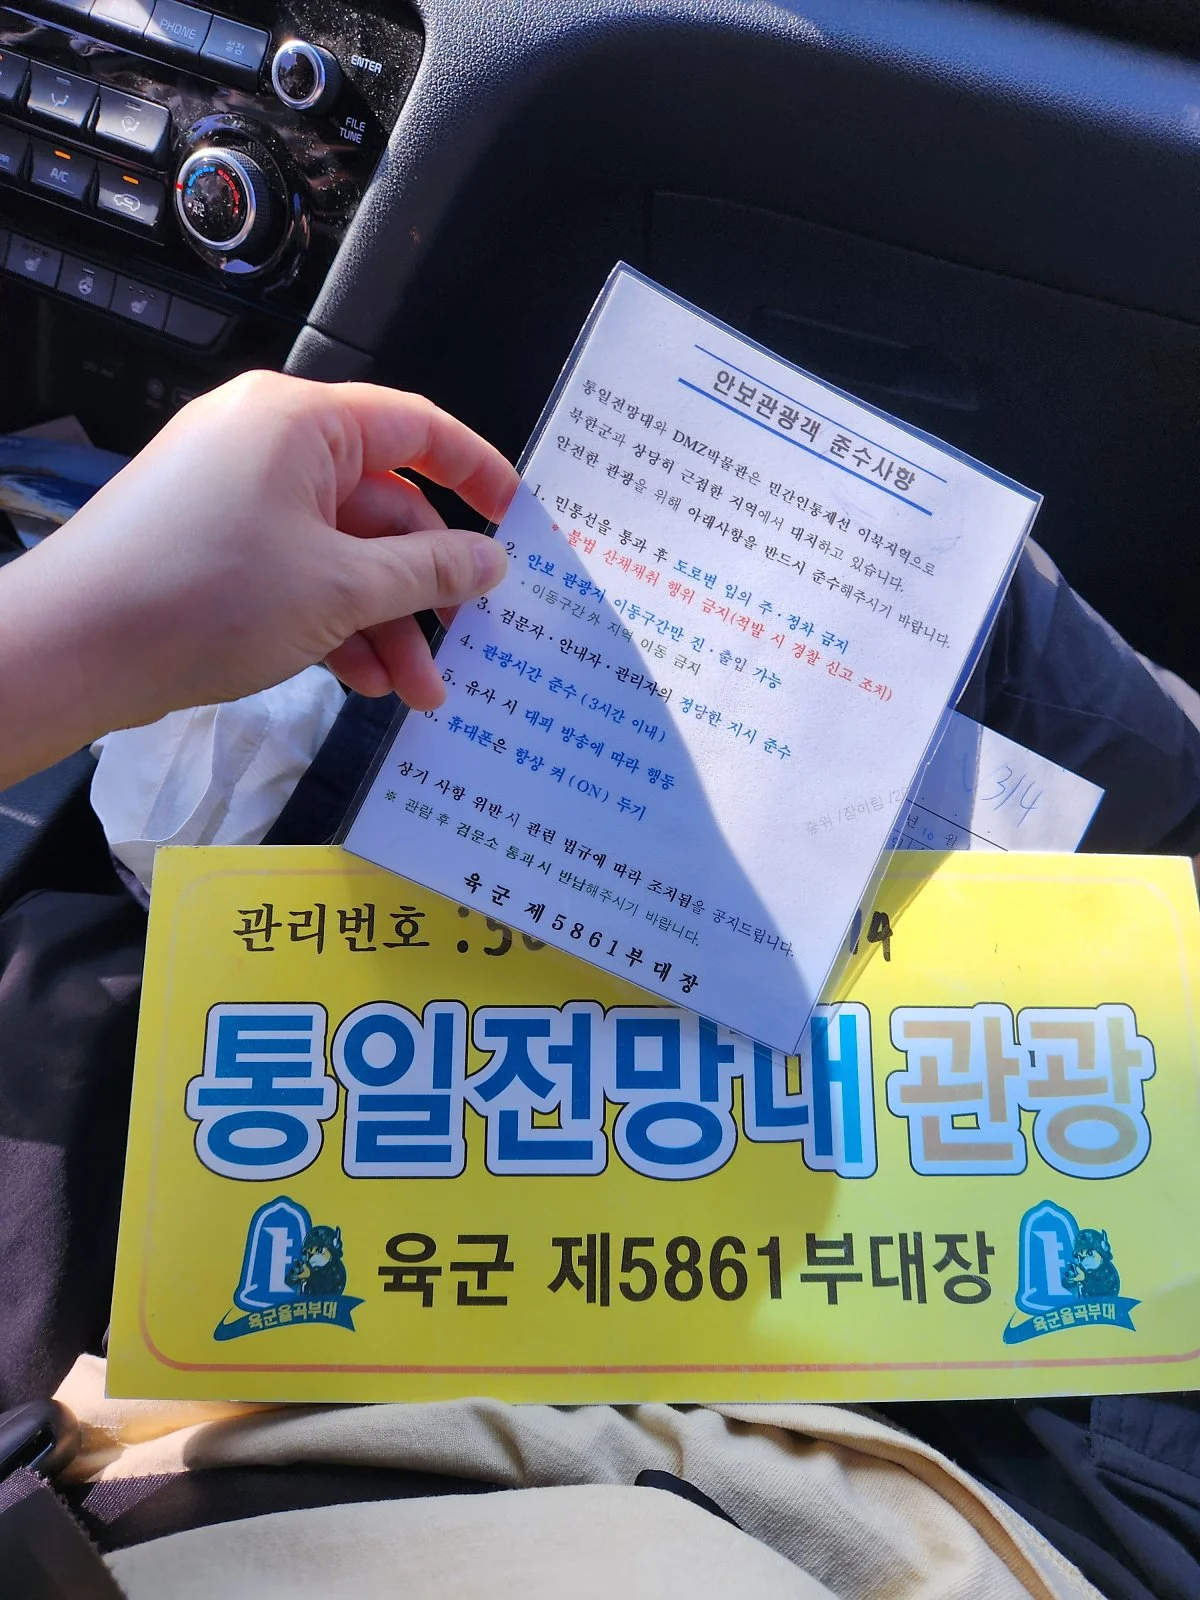 PHONE
설정
ENTER
FILE
TUNE
A/C
A/C
안보관광객 준수사항
통일전망대와 DMZ박물관은 민간인통제선 이북지역으로
북한군과 상당히 근접한 지역에서 대치하고 있습니다.
안전한 관광을 위해 아래사항을 반드시 준수해주시기 바랍니다.
1. 민통선을 통과 후 도로변 임의 주·정차 금지
* 불법 산채채취 행위 금지(적발 시 경찰 신고 조치)
2. 안보 관광지 이동구간만 진·출입 가능
* 이동구간外 지역 이동 금지
3. 검문자·안내자·관리자의 정당한 지시 준수
4. 관광시간 준수 (3시간 이내)
5. 유사 시 대피 방송에 따라 행동
6. 휴대폰은 항상 켜(ON) 두기
상기 사항 위반시 관련 법규에 따라 조치됨을 공지드립니다.
※ 관람 후 검문소 통과시 반납해주시기 바랍니다.
육군 제5861부대장
314
년 10 월
관리번호 :
통일전망대 관광
육군 제5861부대장
육군율곡부대
육군율곡부대